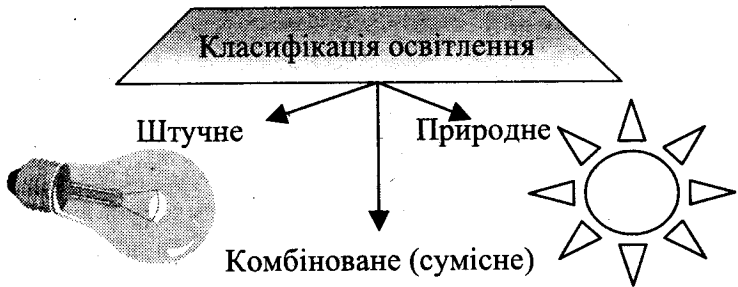 Класифікація освітлення
Штучне
Природне
Комбіноване (сумісне)